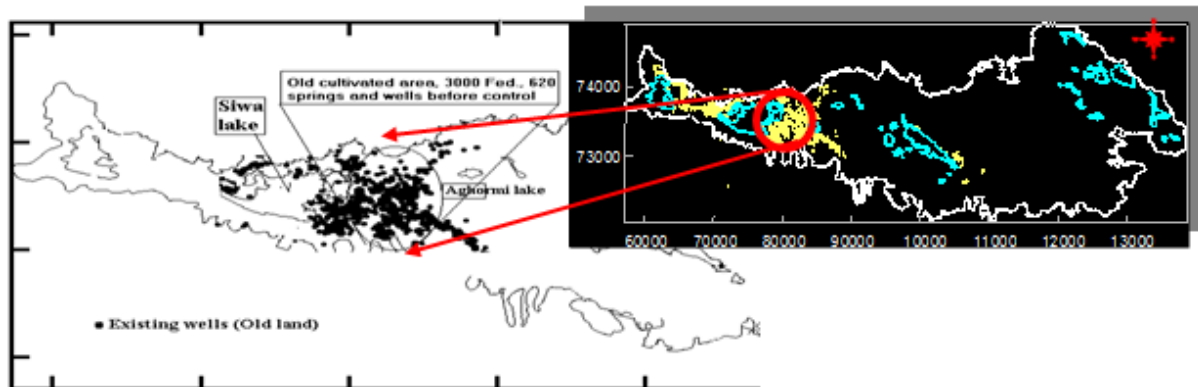 Old cultivated area, 3000 Fed., 620
springs and wells before control
Siwa
lake
Aghormi lake
Existing wells (Old land)
74000
73000
60000 70000 80000 90000 10000 11000 12000 13000